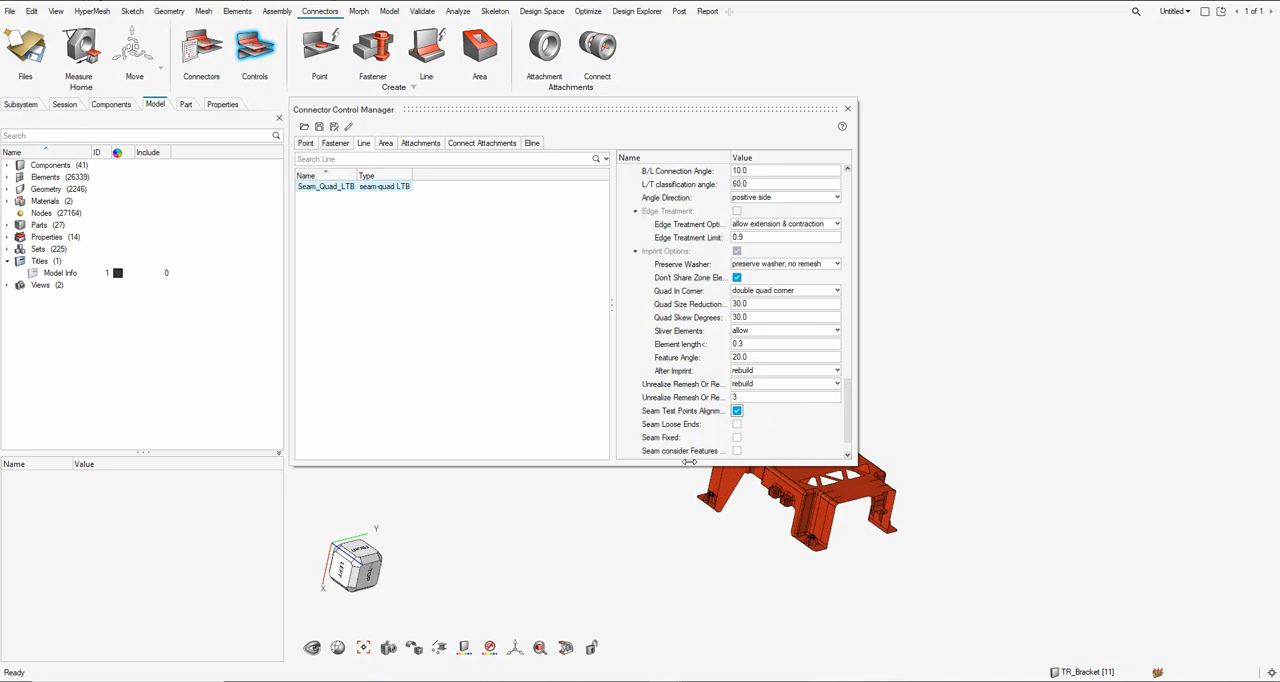 File Edit View HyperMesh Sketch Geometry Mesh Elements Assembly Connectors Morph Model Validate Analyze Skeleton Design Space Optimize Design Explorer Post Report Untitled 1 of 1
Files Measure Move Connectors Controls Point Fastener Line Area Attachment Connect
Home Create Attachments
Subsystem Session Components Model Part Properties
Search
Name ID Include
Components (41)
Elements (26339)
Geometry (2246)
Materials (2)
Nodes (27164)
Parts (27)
Properties (14)
Sets (225)
Titles (1)
Model Info 1 0
Views (2)
Name Value
Connector Control Manager
Point Fastener Line Area Attachments Connect Attachments Eline
Search Line
Name Type
Seam_Quad_LTB seam-quad LTB
Name Value
B/L Connection Angle: 10.0
L/T classification angle: 60.0
Angle Direction: positive side
Edge Treatment:
Edge Treatment Opti... allow extension & contraction
Edge Treatment Limit: 0.9
Imprint Options:
Preserve Washer: preserve washer, no remesh
Don't Share Zone Ele...
Quad In Corner: double quad corner
Quad Size Reduction... 30.0
Quad Skew Degrees: 30.0
Sliver Elements: allow
Element length<: 0.3
Feature Angle: 20.0
After Imprint: rebuild
Unrealize Remesh Or Re... rebuild
Unrealize Remesh Or Re... 3
Seam Test Points Alignm...
Seam Loose Ends:
Seam Fixed:
Seam consider Features ...
Y
X
LEFT
Ready
TR_Bracket [11]